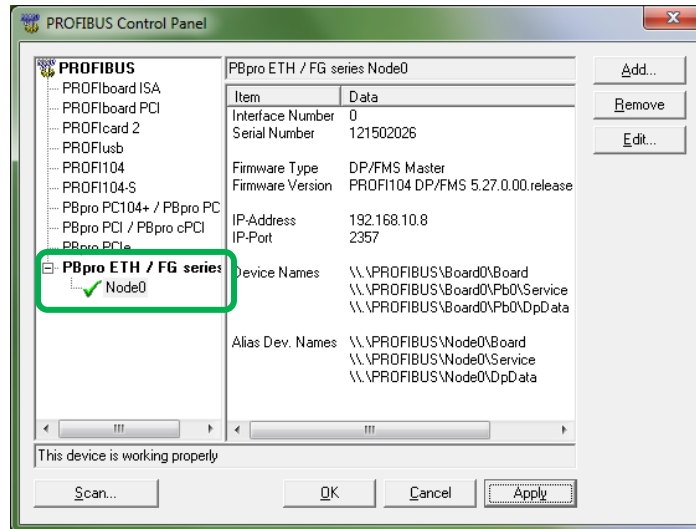 PROFIBUS Control Panel
PROFIBUS
PROFIboard ISA
PROFIboard PCI
PROFIcard 2
PROFIusb
PROFI104
PROFI104-S
PBpro PC104+ / PBpro PC
PBpro PCI / PBpro cPCI
PBpro PCIe
PBpro ETH / FG series
Node0
PBpro ETH / FG series Node0
Item Data
Interface Number 0
Serial Number 121502026
Firmware Type DP/FMS Master
Firmware Version PROFI104 DP/FMS 5.27.0.00.release
IP-Address 192.168.10.8
IP-Port 2357
Device Names \\.\PROFIBUS\Board0\Board
\\.\PROFIBUS\Board0\Pb0\Service
\\.\PROFIBUS\Board0\Pb0\DpData
Alias Dev. Names \\.\PROFIBUS\Node0\Board
\\.\PROFIBUS\Node0\Service
\\.\PROFIBUS\Node0\DpData
Add...
Remove
Edit...
This device is working properly
Scan...
OK
Cancel
Apply